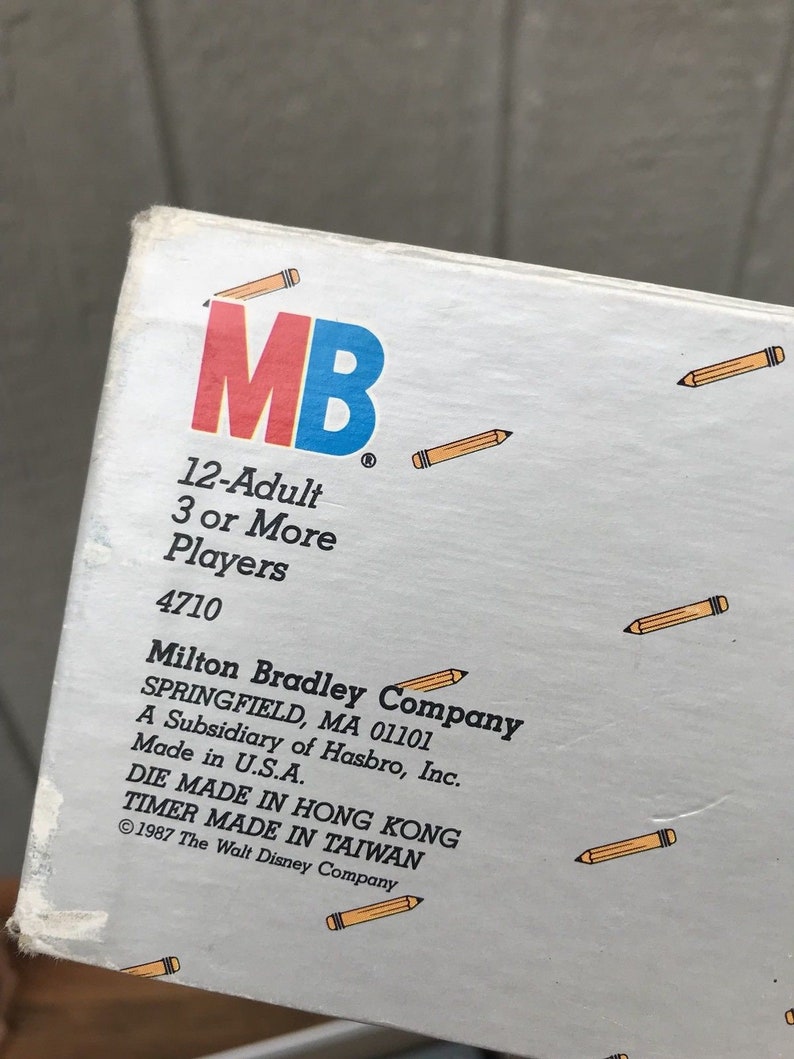 MB®
12-Adult
3 or More
Players
4710
Milton Bradley Company
SPRINGFIELD, MA 01101
A Subsidiary of Hasbro, Inc.
Made in U.S.A.
DIE MADE IN HONG KONG
TIMER MADE IN TAIWAN
©1987 The Walt Disney Company